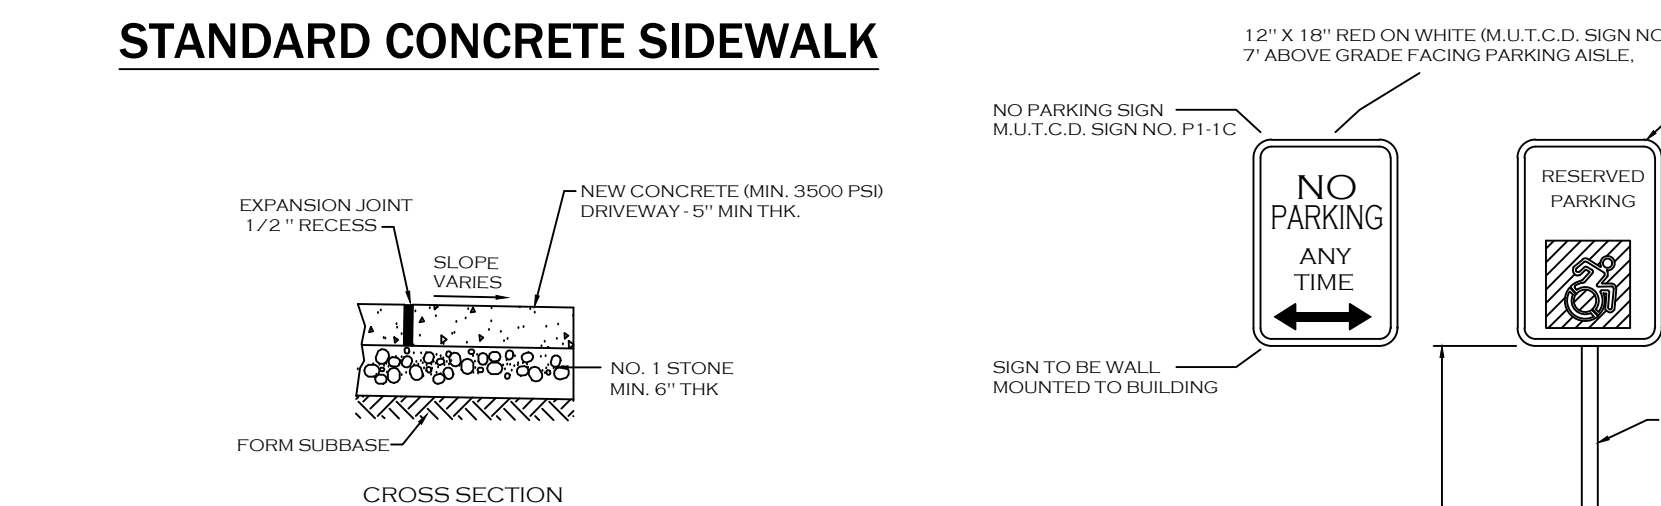 STANDARD CONCRETE SIDEWALK
EXPANSION JOINT
1/2 " RECESS
NEW CONCRETE (MIN. 3500 PSI)
DRIVEWAY - 5" MIN THK.
SLOPE
VARIES
NO. 1 STONE
MIN. 6" THK
FORM SUBBASE
CROSS SECTION
12" X 18" RED ON WHITE (M.U.T.C.D. SIGN NO
7' ABOVE GRADE FACING PARKING AISLE,
NO PARKING SIGN
M.U.T.C.D. SIGN NO. P1-1C
NO
PARKING
ANY
TIME
SIGN TO BE WALL
MOUNTED TO BUILDING
RESERVED
PARKING